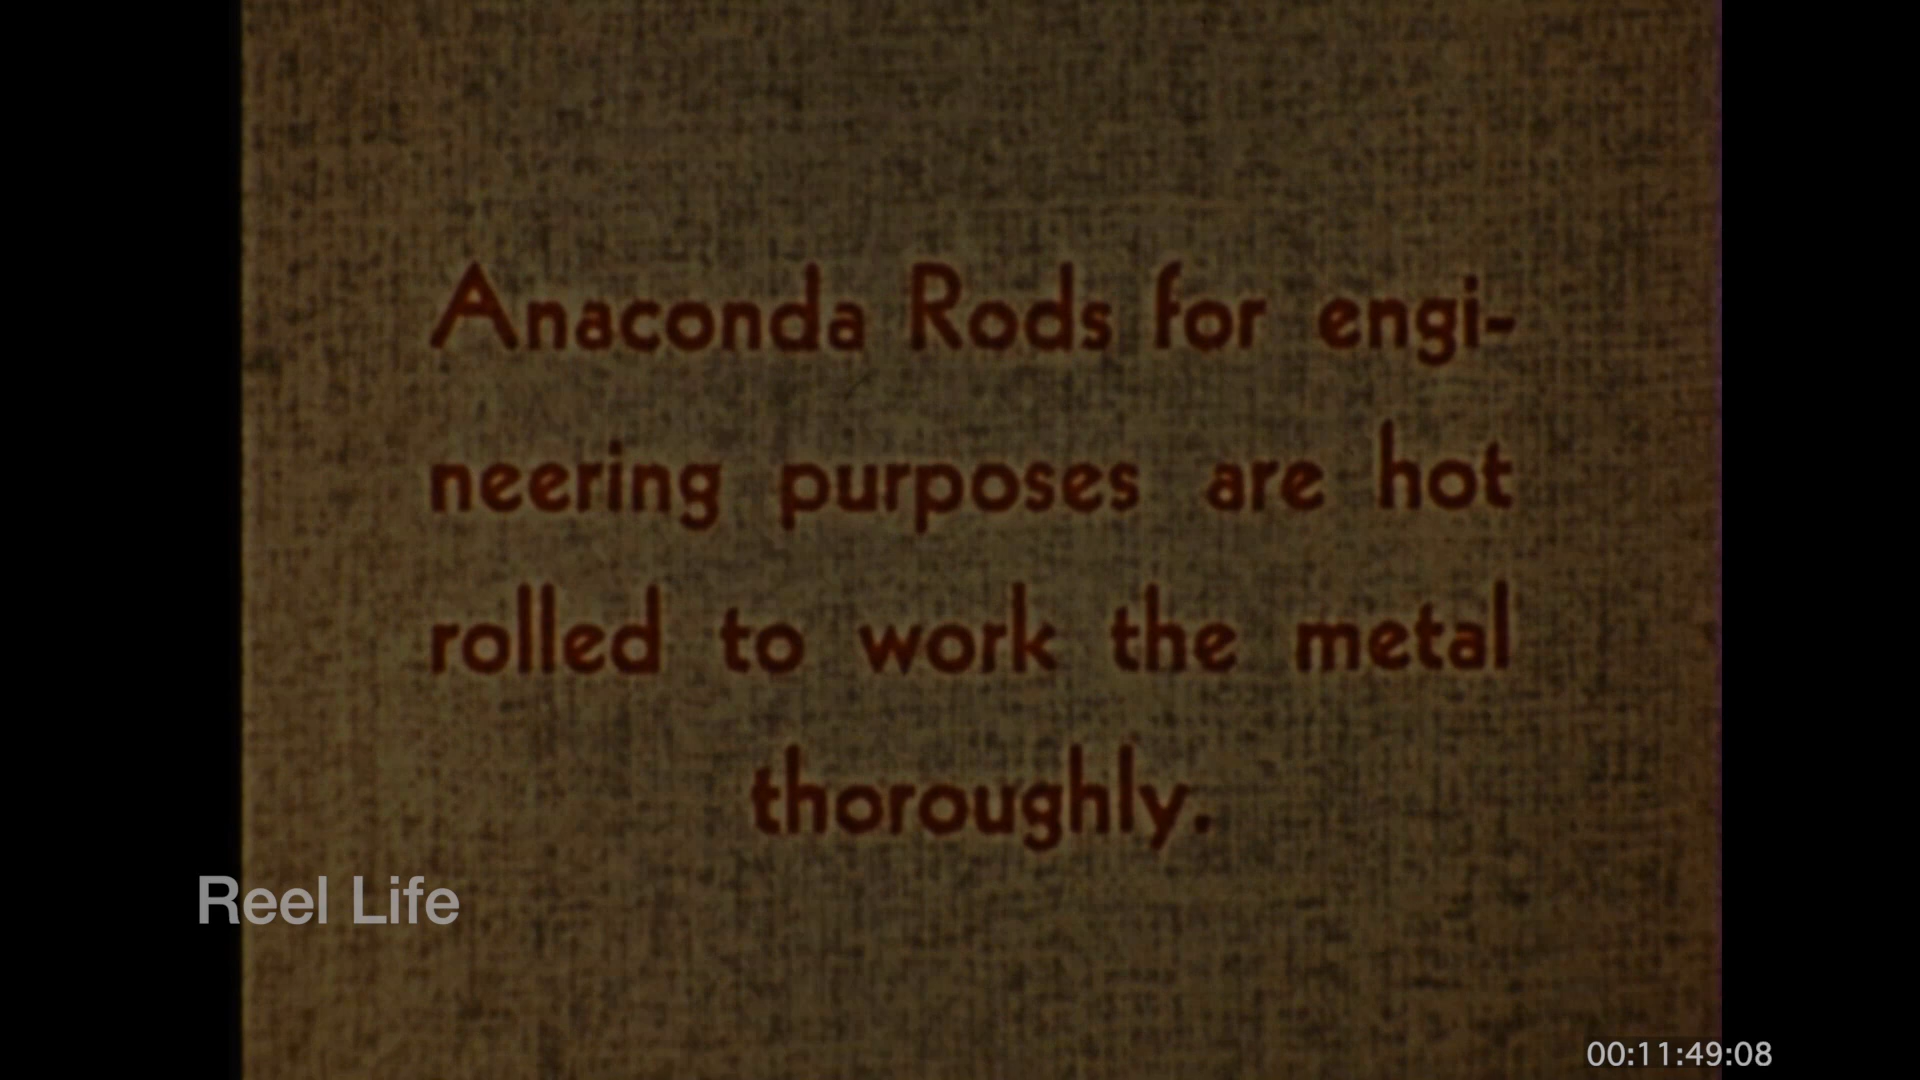 Anaconda Rods for engi-
neering purposes are hot
rolled to work the metal
thoroughly.
Reel Life
00:11:49:08